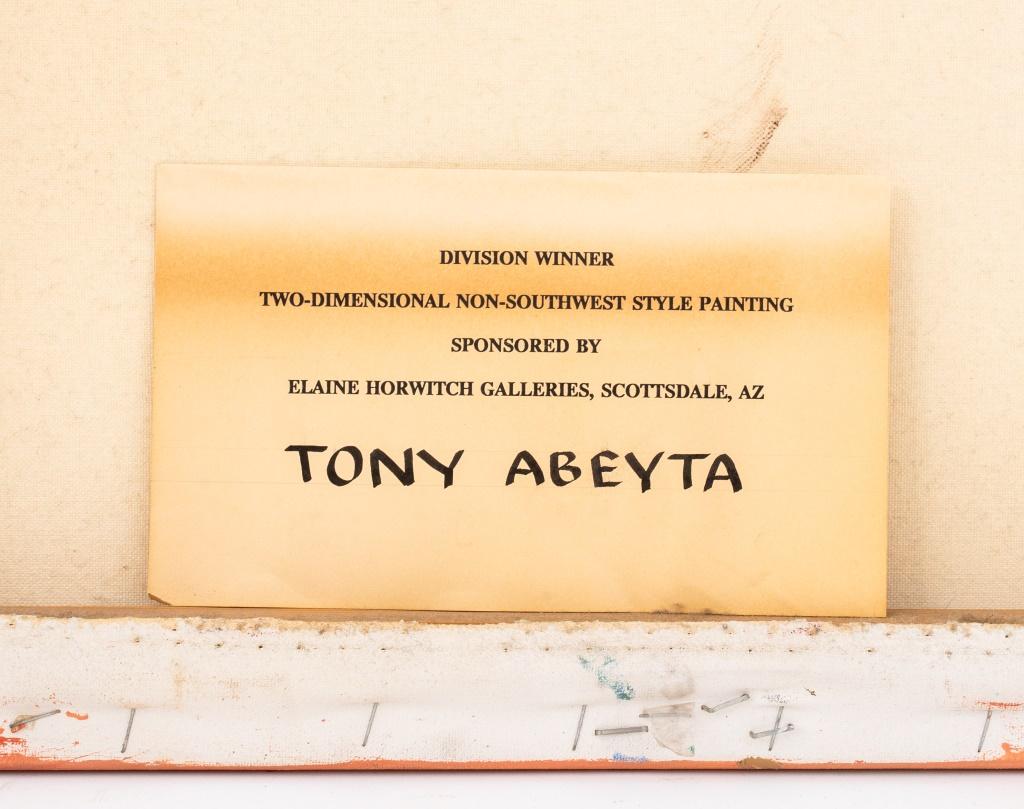 DIVISION WINNER
TWO-DIMENSIONAL NON-SOUTHWEST STYLE PAINTING
SPONSORED BY
ELAINE HORWITCH GALLERIES, SCOTTSDALE, AZ
TONY ABEYTA